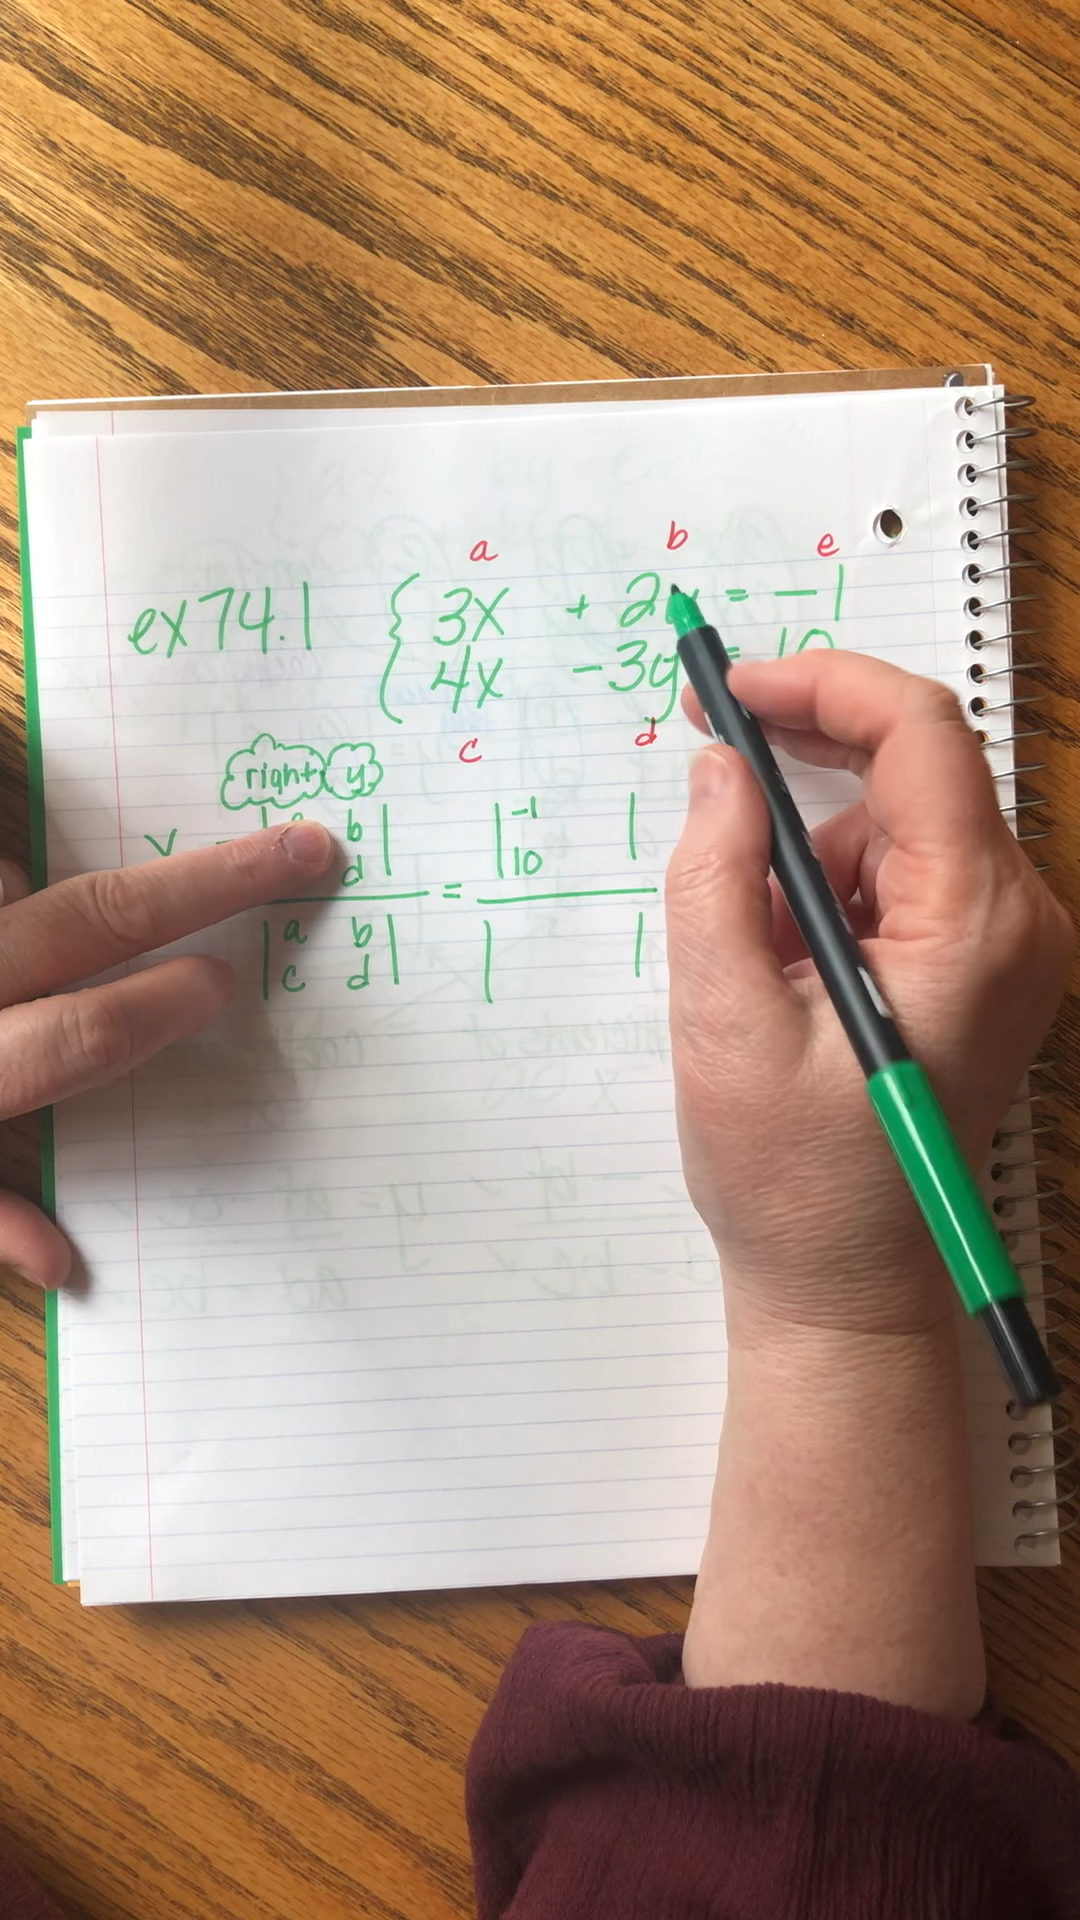 a b e
ex 74.1 { 3x + 2y = -1
4x - 3y = 10
c d
right y
x = | b | | -1 |
d | = | 10 |
| a b | | |
| c d |